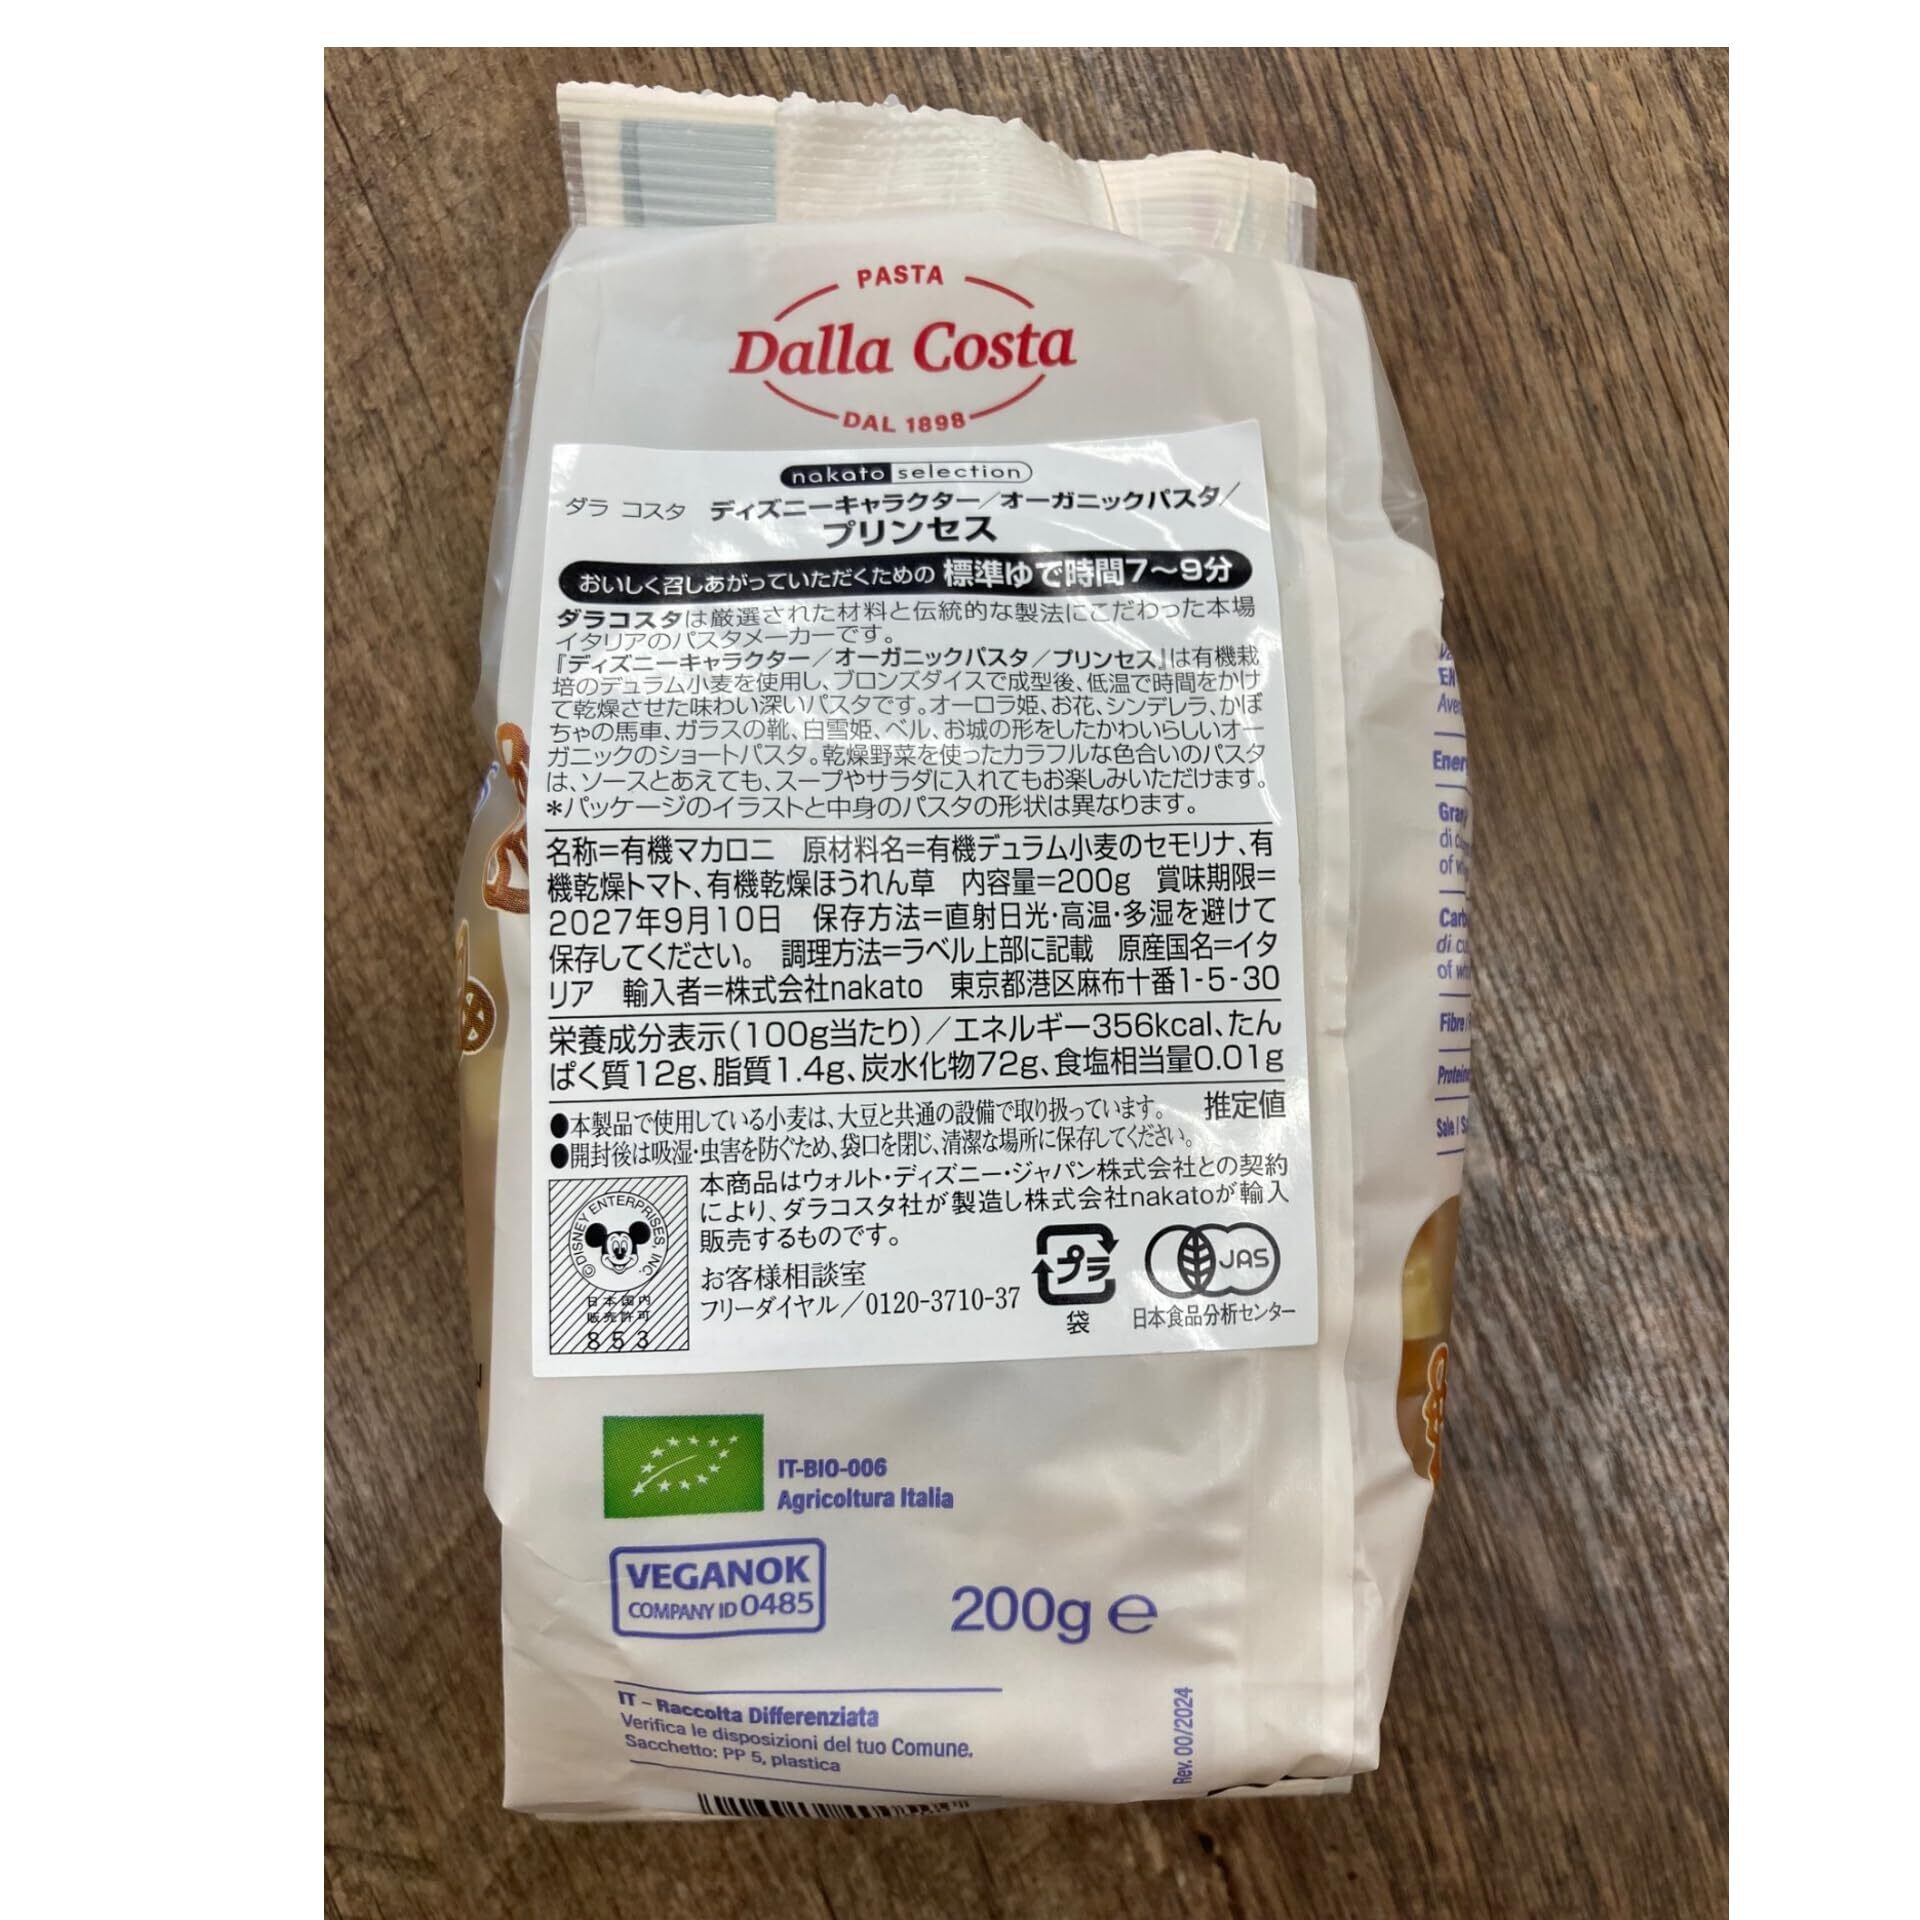 PASTA
Dalla Costa
DAL 1898
nakato selection
ダラ コスタ ディズニーキャラクター／オーガニックパスタ／
プリンセス
おいしく召しあがっていただくための 標準ゆで時間7〜9分
ダラコスタは厳選された材料と伝統的な製法にこだわった本場
イタリアのパスタメーカーです。
『ディズニーキャラクター／オーガニックパスタ／プリンセス』は有機栽
培のデュラム小麦を使用し、ブロンズダイスで成型後、低温で時間をかけ
て乾燥させた味わい深いパスタです。オーロラ姫、お花、シンデレラ、かぼ
ちゃの馬車、ガラスの靴、白雪姫、ベル、お城の形をしたかわいらしいオー
ガニックのショートパスタ。乾燥野菜を使ったカラフルな色合いのパスタ
は、ソースとあえても、スープやサラダに入れてもお楽しみいただけます。
＊パッケージのイラストと中身のパスタの形状は異なります。
名称＝有機マカロニ 原材料名＝有機デュラム小麦のセモリナ、有
機乾燥トマト、有機乾燥ほうれん草 内容量＝200g 賞味期限＝
2027年9月10日 保存方法＝直射日光・高温・多湿を避けて
保存してください。 調理方法＝ラベル上部に記載 原産国名＝イタ
リア 輸入者＝株式会社nakato 東京都港区麻布十番1-5-30
栄養成分表示（100g当たり）／エネルギー356kcal、たん
ぱく質12g、脂質1.4g、炭水化物72g、食塩相当量0.01g
推定値
●本製品で使用している小麦は、大豆と共通の設備で取り扱っています。
●開封後は吸湿・虫害を防ぐため、袋口を閉じ、清潔な場所に保存してください。
本商品はウォルト・ディズニー・ジャパン株式会社との契約
により、ダラコスタ社が製造し株式会社nakatoが輸入
販売するものです。
お客様相談室
フリーダイヤル／0120-3710-37
©DISNEY ENTERPRISES, INC.
日本国内
販売許可
853
プラ
袋
JAS
日本食品分析センター
IT-BIO-006
Agricoltura Italia
VEGANOK
COMPANY ID 0485
200g ℮
IT – Raccolta Differenziata
Verifica le disposizioni del tuo Comune.
Sacchetto: PP 5, plastica
Rev. 00/2024